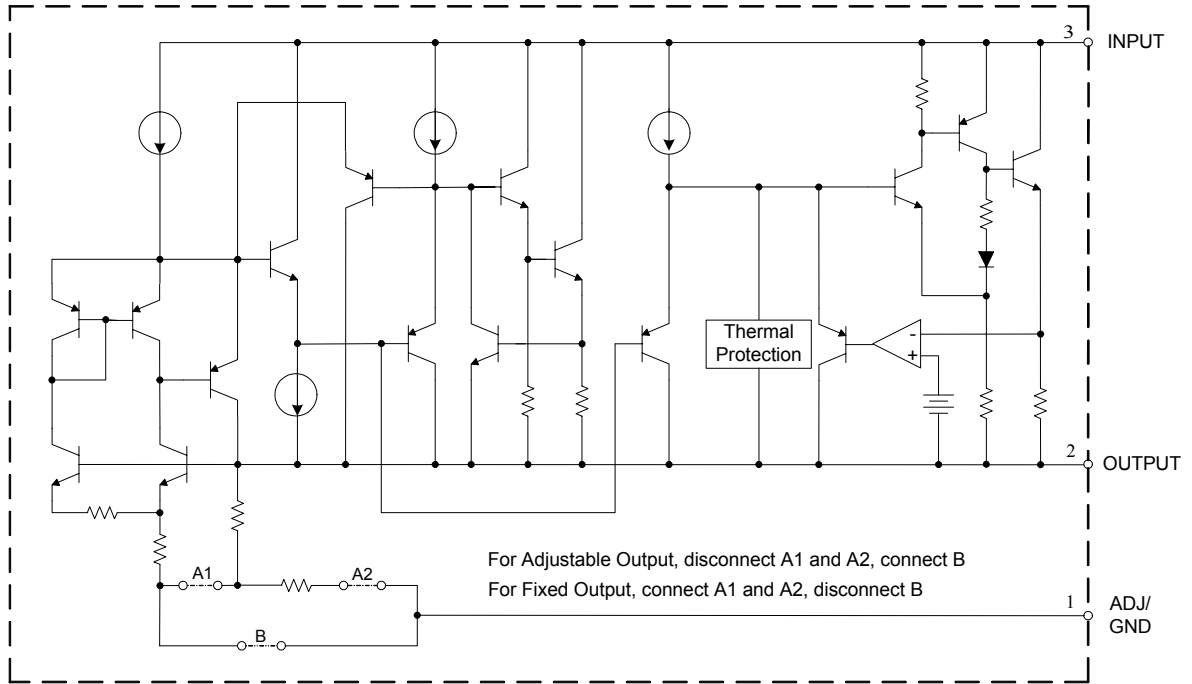 3
INPUT
Thermal
Protection
-
+
2
OUTPUT
For Adjustable Output, disconnect A1 and A2, connect B
For Fixed Output, connect A1 and A2, disconnect B
A1
A2
1
ADJ/
GND
B